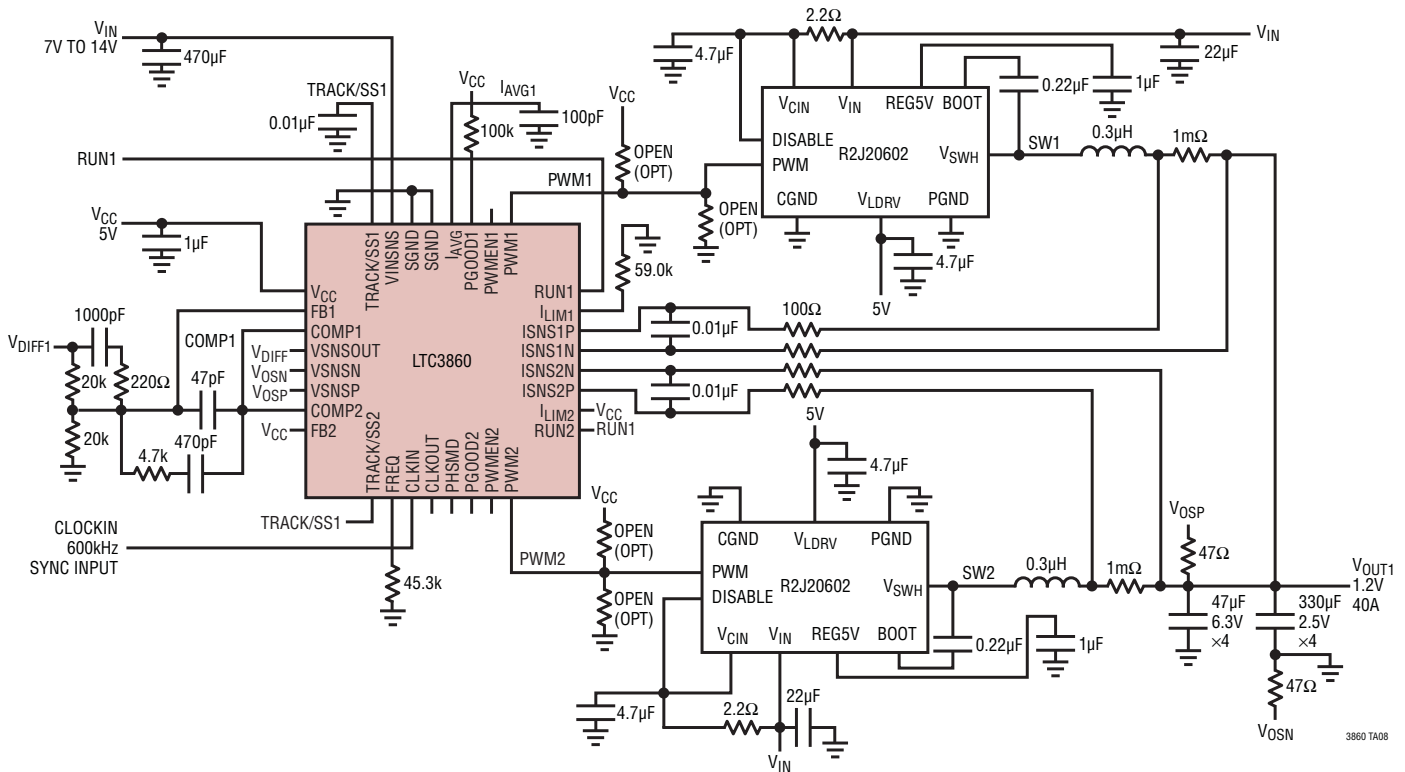 VIN
7V TO 14V
470µF
TRACK/SS1
0.01µF
VCC
IAVG1
100k
100pF
VCC
OPEN
(OPT)
PWM1
OPEN
(OPT)
RUN1
VCC
5V
1µF
4.7µF
2.2Ω
VIN
22µF
VCIN
VIN
REG5V
BOOT
0.22µF
1µF
DISABLE
PWM
R2J20602
VSWH
SW1
0.3µH
1mΩ
CGND
VLDRV
PGND
4.7µF
5V
59.0k
TRACK/SS1
VINSNS
SGND
SGND
IAVG
PGOOD1
PWMEN1
PWM1
VCC
FB1
COMP1
VSNSOUT
VSNSN
VSNSP
COMP2
FB2
LTC3860
RUN1
ILIM1
ISNS1P
ISNS1N
ISNS2N
ISNS2P
ILIM2
RUN2
VCC
RUN1
TRACK/SS2
FREQ
CLKIN
CLKOUT
PHSMD
PGOOD2
PWMEN2
PWM2
0.01µF
100Ω
0.01µF
1000pF
VDIFF1
COMP1
VDIFF
VOSN
VOSP
VCC
20k
220Ω
47pF
20k
470pF
4.7k
TRACK/SS1
CLOCKIN
600kHz
SYNC INPUT
45.3k
VCC
OPEN
(OPT)
PWM2
OPEN
(OPT)
5V
4.7µF
CGND
VLDRV
PGND
PWM
DISABLE
R2J20602
VSWH
SW2
0.3µH
1mΩ
VCIN
VIN
REG5V
BOOT
0.22µF
1µF
4.7µF
2.2Ω
22µF
VIN
VOSP
47Ω
VOUT1
1.2V
40A
47µF
6.3V
×4
330µF
2.5V
×4
47Ω
VOSN
3860 TA08